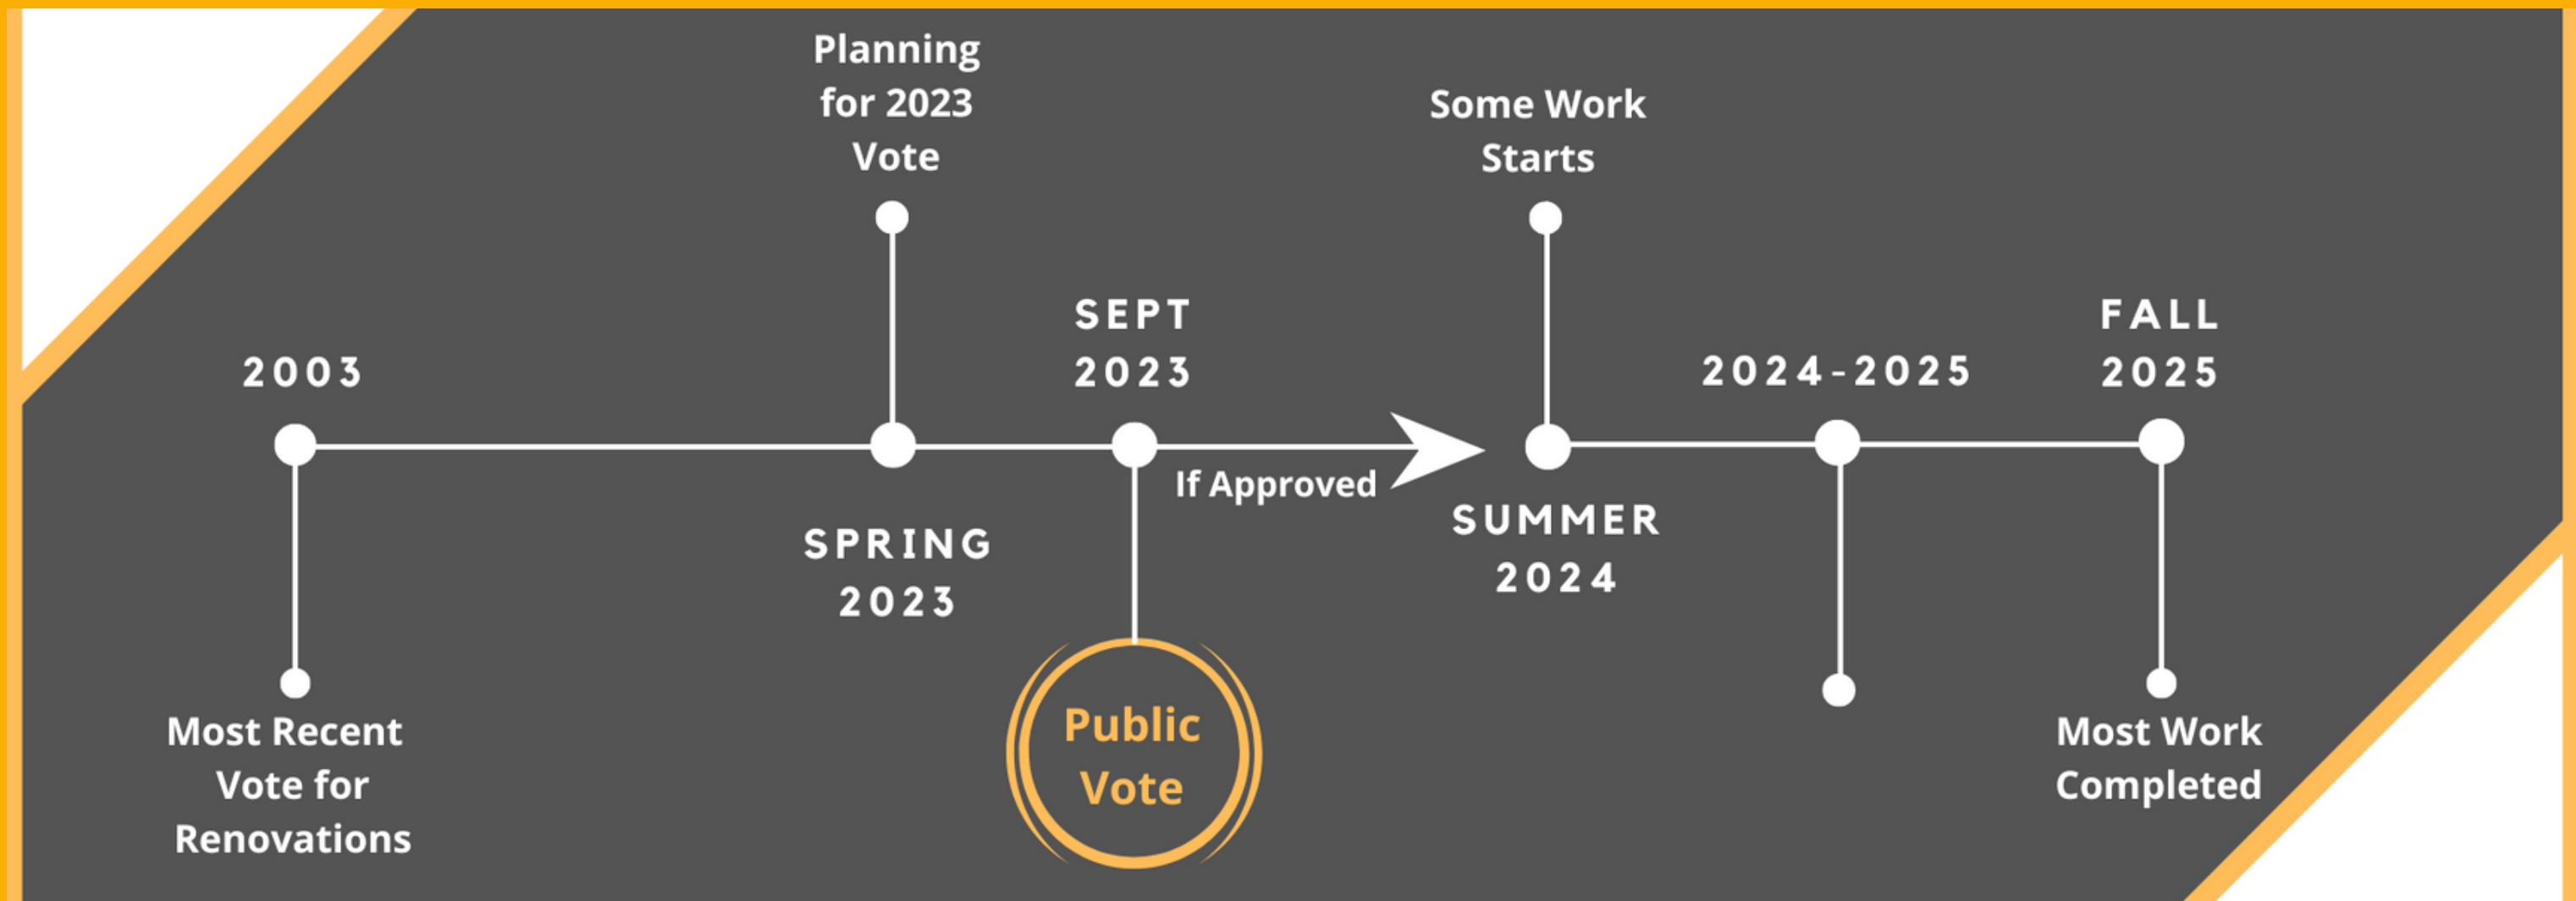 2003
Most Recent
Vote for
Renovations
Planning
for 2023
Vote
SPRING
2023
SEPT
2023
Public
Vote
If Approved
Some Work
Starts
SUMMER
2024
2024-2025
FALL
2025
Most Work
Completed